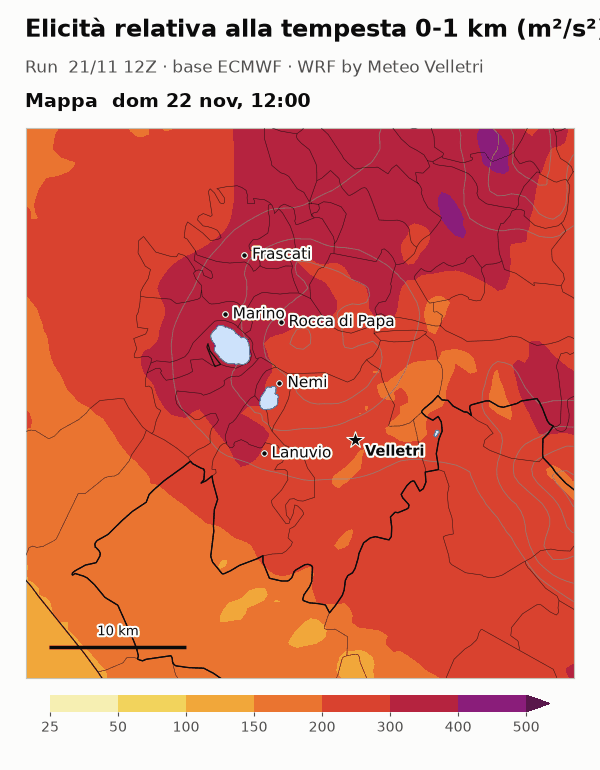 Elicità relativa alla tempesta 0-1 km (m²/s²)
Run 21/11 12Z · base ECMWF · WRF by Meteo Velletri
Mappa dom 22 nov, 12:00
Frascati
Marino
Rocca di Papa
Nemi
Velletri
Lanuvio
10 km
25 50 100 150 200 300 400 500